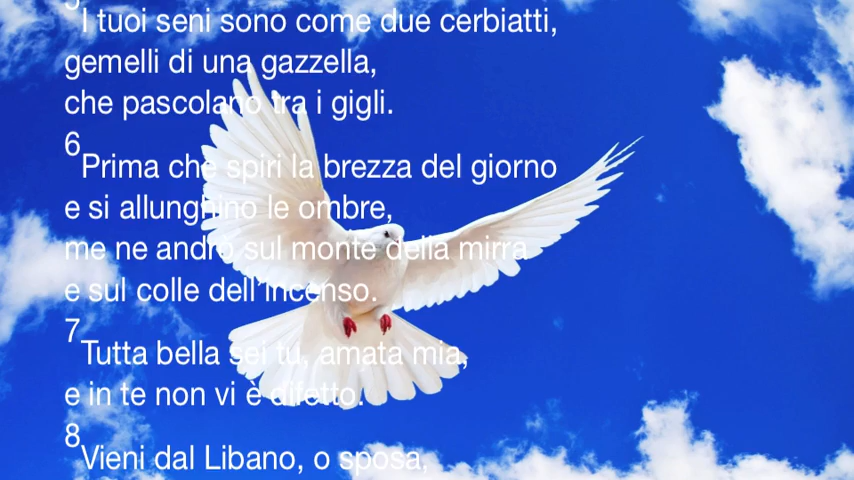 5
I tuoi seni sono come due cerbiatti,
gemelli di una gazzella,
che pascolano tra i gigli.
6
Prima che spiri la brezza del giorno
e si allunghino le ombre,
me ne andrò sul monte della mirra
e sul colle dell'incenso.
7
Tutta bella sei tu, amata mia,
e in te non vi è difetto.
8
Vieni dal Libano, o sposa,